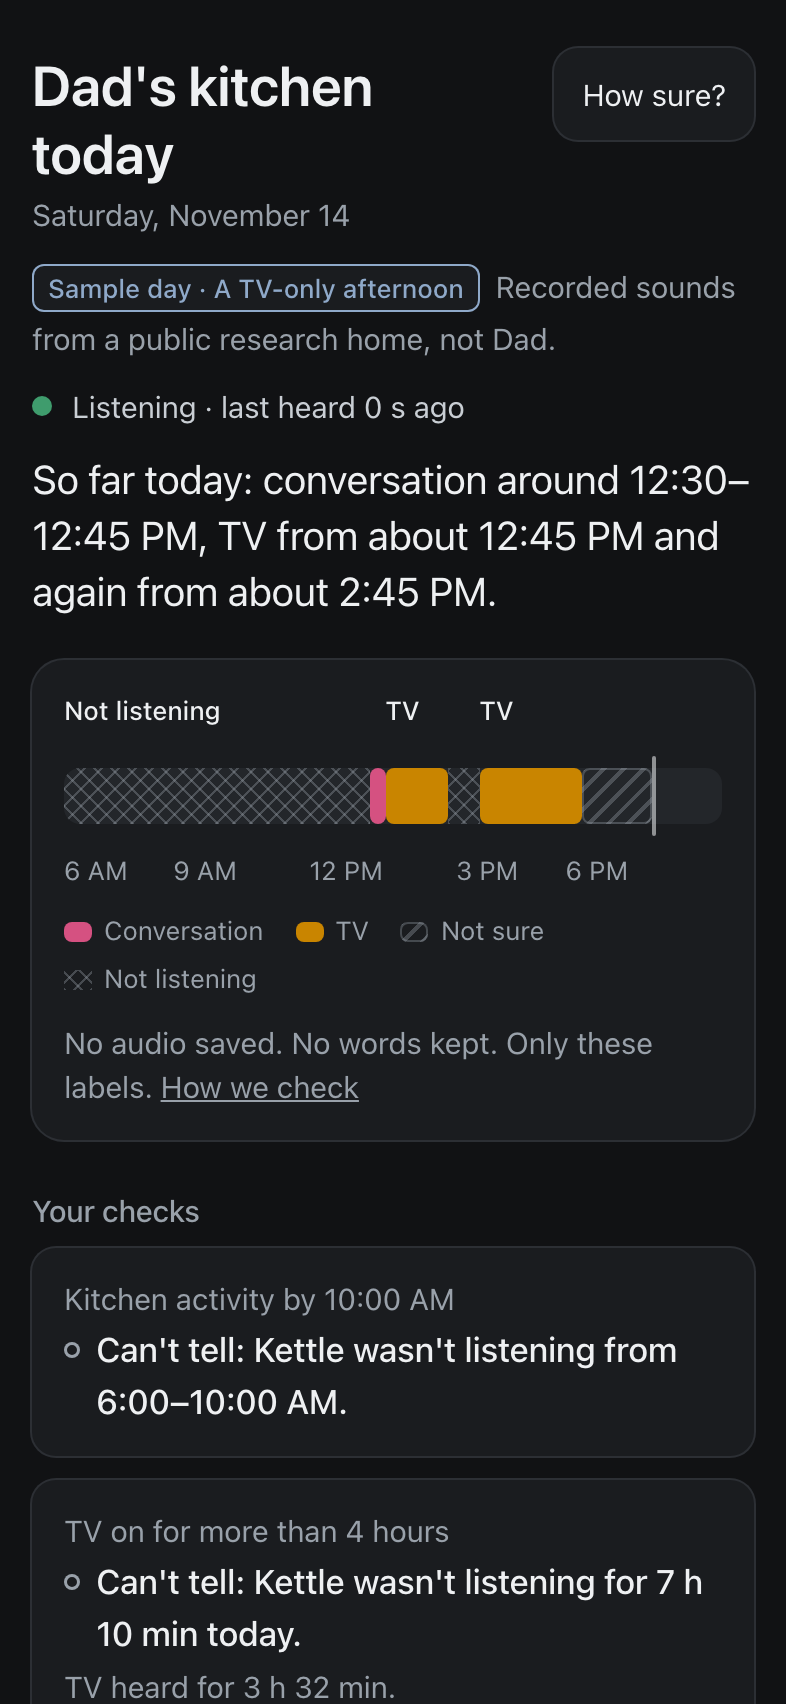 Dad's kitchen
today
How sure?
Saturday, November 14
Sample day · A TV-only afternoon Recorded sounds
from a public research home, not Dad.
Listening · last heard 0 s ago
So far today: conversation around 12:30–
12:45 PM, TV from about 12:45 PM and
again from about 2:45 PM.
Not listening TV TV
6 AM 9 AM 12 PM 3 PM 6 PM
Conversation TV Not sure
Not listening
No audio saved. No words kept. Only these
labels. How we check
Your checks
Kitchen activity by 10:00 AM
Can't tell: Kettle wasn't listening from
6:00–10:00 AM.
TV on for more than 4 hours
Can't tell: Kettle wasn't listening for 7 h
10 min today.
TV heard for 3 h 32 min.